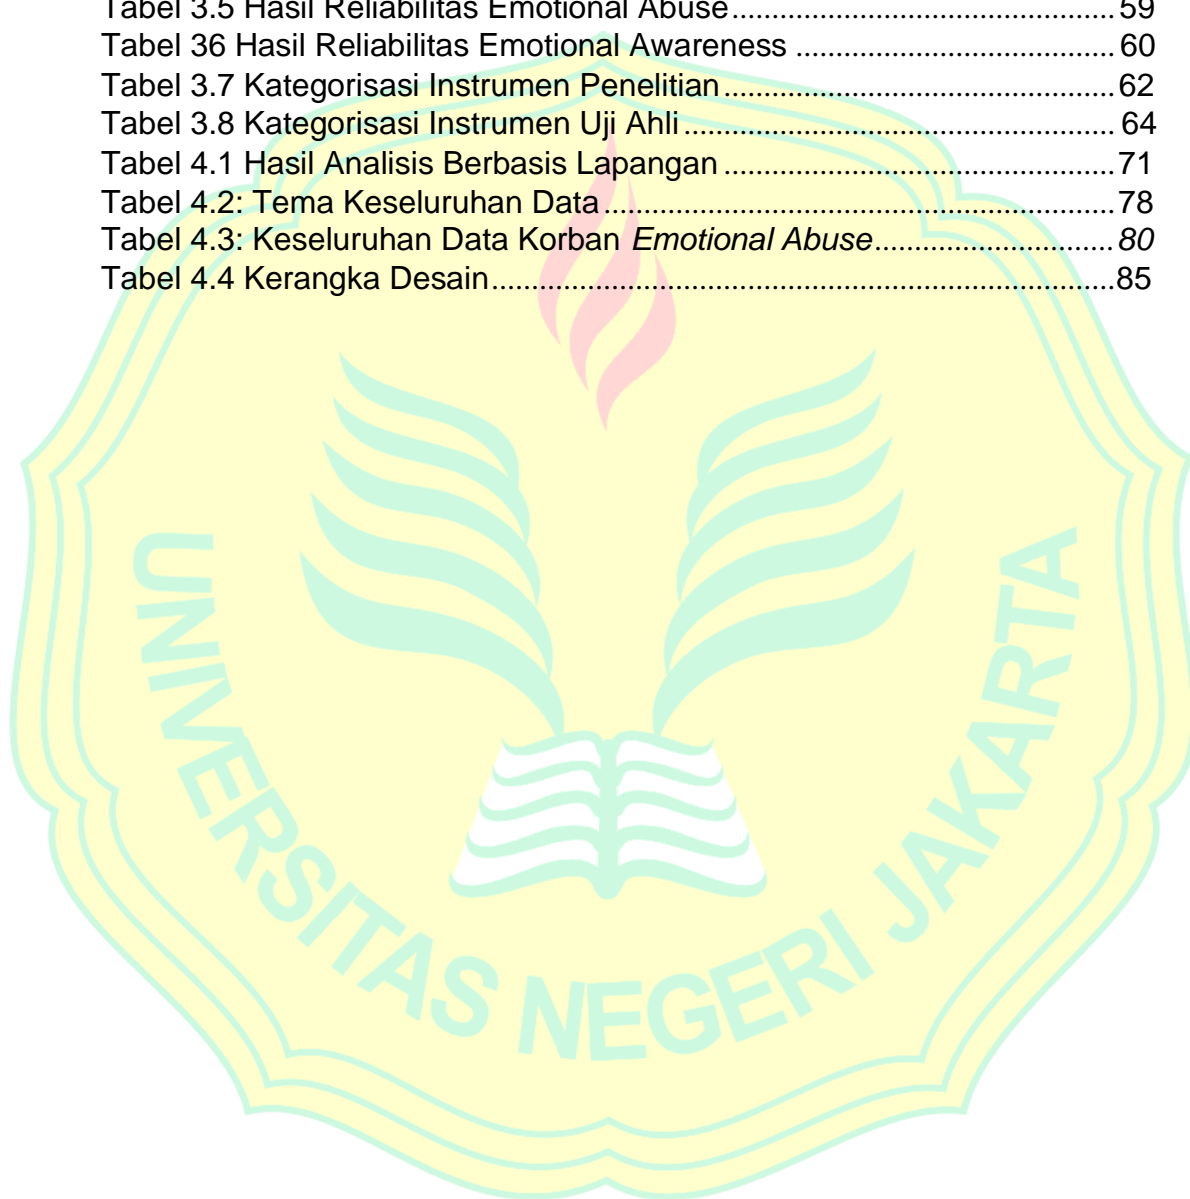 Tabel 3.5 Hasil Reliabilitas Emotional Abuse............................................59
Tabel 36 Hasil Reliabilitas Emotional Awareness .....................................60
Tabel 3.7 Kategorisasi Instrumen Penelitian..............................................62
Tabel 3.8 Kategorisasi Instrumen Uji Ahli.................................................. 64
Tabel 4.1 Hasil Analisis Berbasis Lapangan .............................................71
Tabel 4.2: Tema Keseluruhan Data...........................................................78
Tabel 4.3: Keseluruhan Data Korban Emotional Abuse............................80
Tabel 4.4 Kerangka Desain.......................................................................85
UNIVERSITAS NEGERI JAKARTA